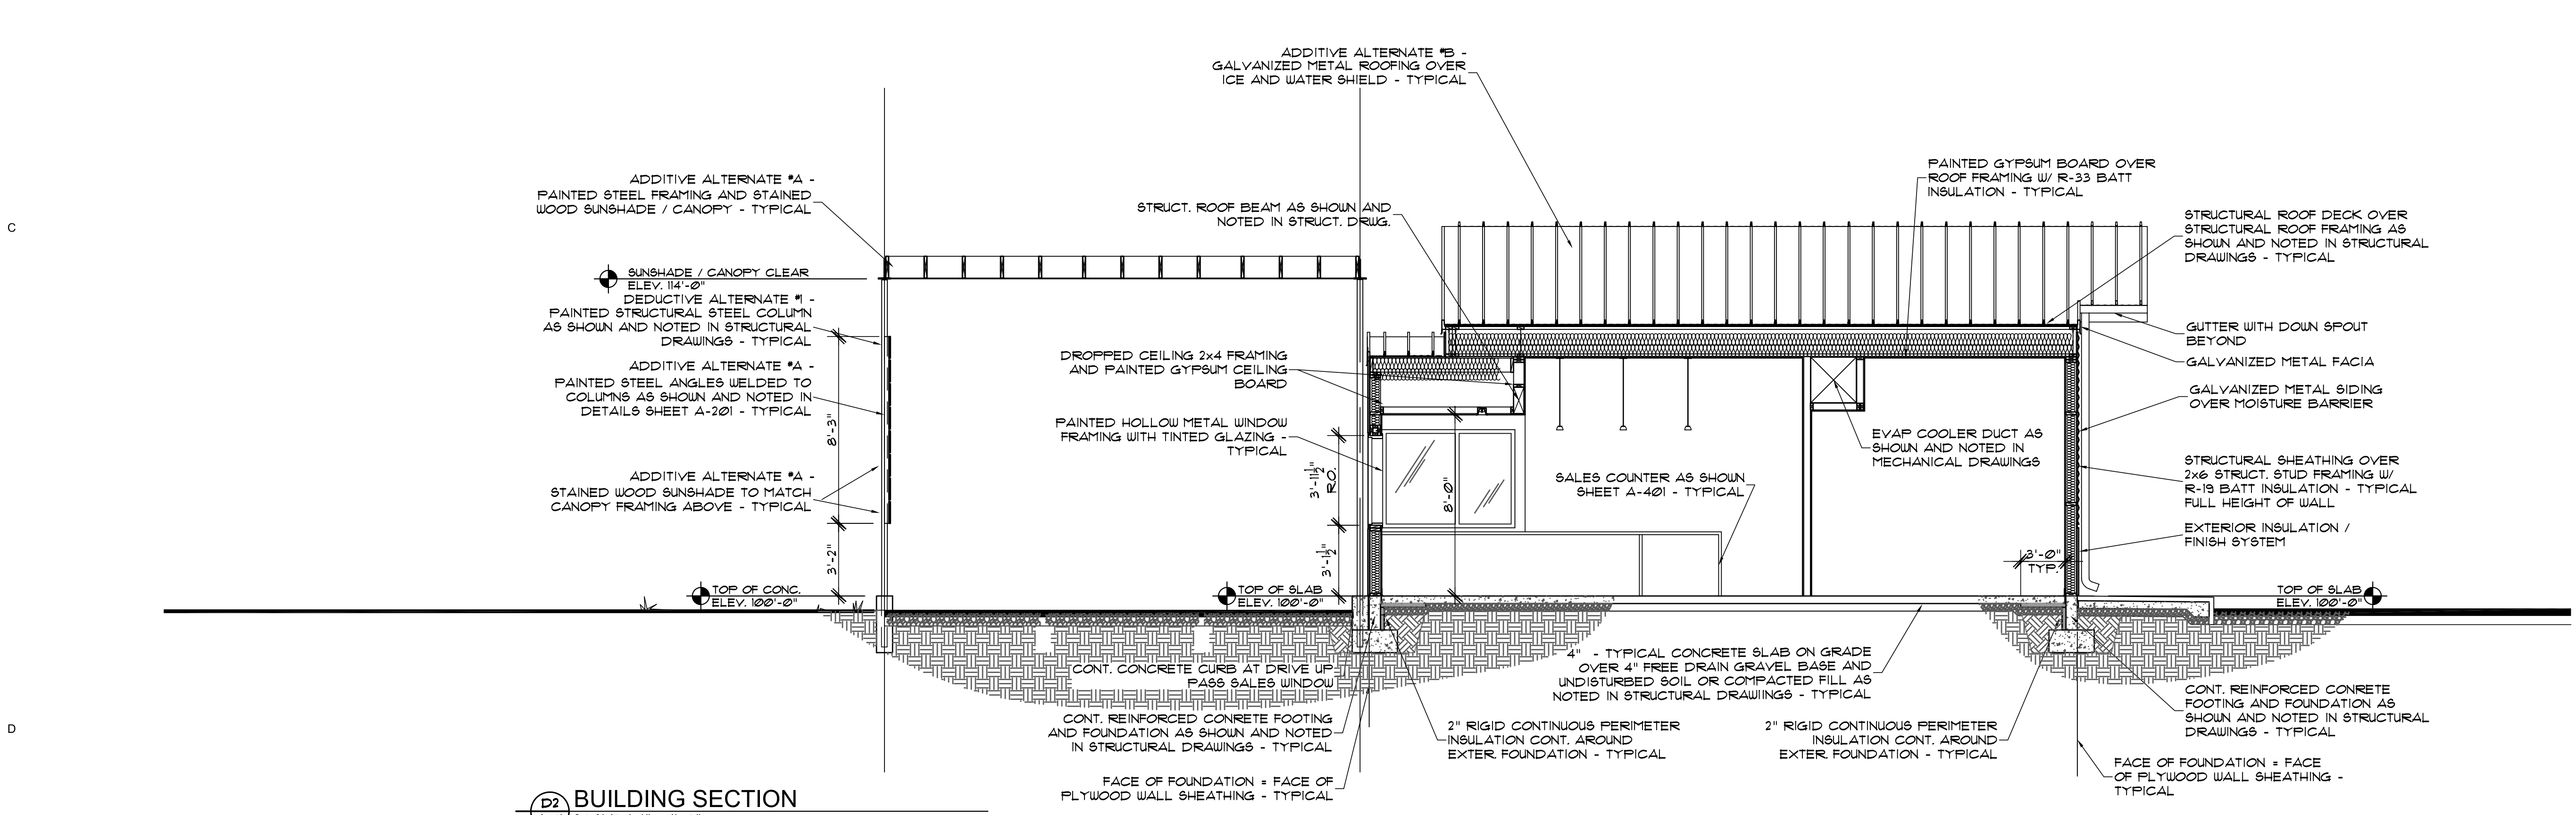 ADDITIVE ALTERNATE #B -
GALVANIZED METAL ROOFING OVER
ICE AND WATER SHIELD - TYPICAL
PAINTED GYPSUM BOARD OVER
ROOF FRAMING W/ R-33 BATT
INSULATION - TYPICAL
ADDITIVE ALTERNATE #A -
PAINTED STEEL FRAMING AND STAINED
WOOD SUNSHADE / CANOPY - TYPICAL
STRUCT. ROOF BEAM AS SHOWN AND
NOTED IN STRUCT. DRWG.
STRUCTURAL ROOF DECK OVER
STRUCTURAL ROOF FRAMING AS
SHOWN AND NOTED IN STRUCTURAL
DRAWINGS - TYPICAL
C
SUNSHADE / CANOPY CLEAR
ELEV. 114'-0"
DEDUCTIVE ALTERNATE #1 -
PAINTED STRUCTURAL STEEL COLUMN
AS SHOWN AND NOTED IN STRUCTURAL
DRAWINGS - TYPICAL
GUTTER WITH DOWN SPOUT
BEYOND
DROPPED CEILING 2x4 FRAMING
AND PAINTED GYPSUM CEILING
BOARD
GALVANIZED METAL FACIA
ADDITIVE ALTERNATE #A -
PAINTED STEEL ANGLES WELDED TO
COLUMNS AS SHOWN AND NOTED IN
DETAILS SHEET A-201 - TYPICAL
GALVANIZED METAL SIDING
OVER MOISTURE BARRIER
8'-3"
PAINTED HOLLOW METAL WINDOW
FRAMING WITH TINTED GLAZING -
TYPICAL
EVAP COOLER DUCT AS
SHOWN AND NOTED IN
MECHANICAL DRAWINGS
ADDITIVE ALTERNATE #A -
STAINED WOOD SUNSHADE TO MATCH
CANOPY FRAMING ABOVE - TYPICAL
3'-11 1/2"
R.O.
8'-0"
SALES COUNTER AS SHOWN
SHEET A-401 - TYPICAL
STRUCTURAL SHEATHING OVER
2x6 STRUCT. STUD FRAMING W/
R-19 BATT INSULATION - TYPICAL
FULL HEIGHT OF WALL
EXTERIOR INSULATION /
FINISH SYSTEM
3'-2"
3'-1 1/2"
3'-0"
TYP.
TOP OF CONC.
ELEV. 100'-0"
TOP OF SLAB
ELEV. 100'-0"
TOP OF SLAB
ELEV. 100'-0"
CONT. CONCRETE CURB AT DRIVE UP
PASS SALES WINDOW
4" - TYPICAL CONCRETE SLAB ON GRADE
OVER 4" FREE DRAIN GRAVEL BASE AND
UNDISTURBED SOIL OR COMPACTED FILL AS
NOTED IN STRUCTURAL DRAWIINGS - TYPICAL
CONT. REINFORCED CONRETE
FOOTING AND FOUNDATION AS
SHOWN AND NOTED IN STRUCTURAL
DRAWINGS - TYPICAL
D
CONT. REINFORCED CONRETE FOOTING
AND FOUNDATION AS SHOWN AND NOTED
IN STRUCTURAL DRAWINGS - TYPICAL
2" RIGID CONTINUOUS PERIMETER
INSULATION CONT. AROUND
EXTER. FOUNDATION - TYPICAL
2" RIGID CONTINUOUS PERIMETER
INSULATION CONT. AROUND
EXTER. FOUNDATION - TYPICAL
FACE OF FOUNDATION = FACE OF
PLYWOOD WALL SHEATHING - TYPICAL
FACE OF FOUNDATION = FACE
OF PLYWOOD WALL SHEATHING -
TYPICAL
D2 BUILDING SECTION